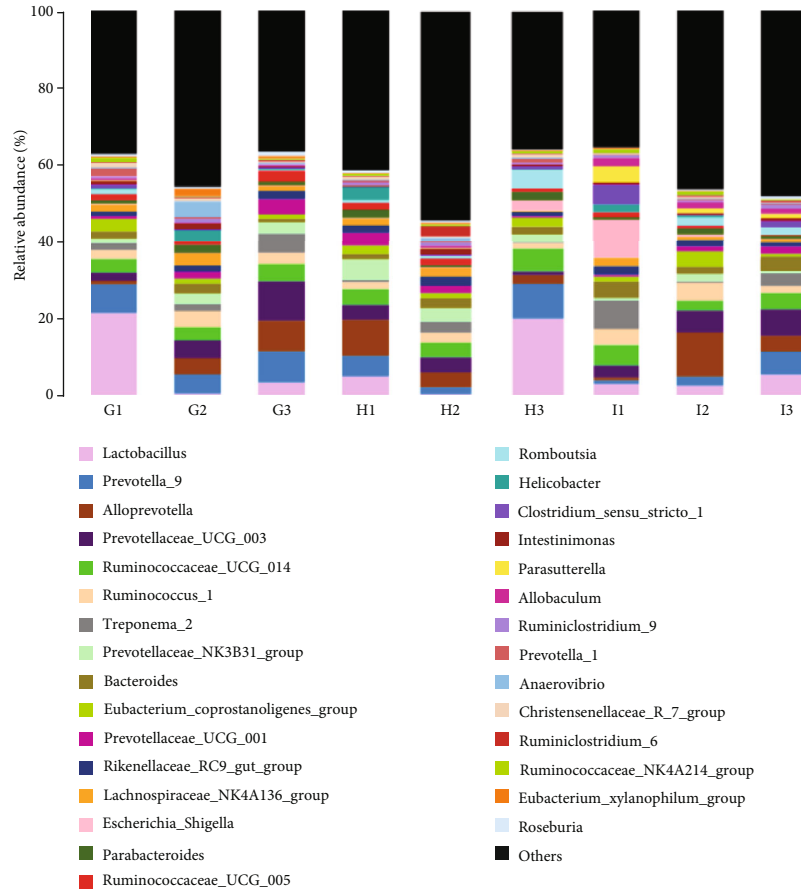 100
80
60
40
20
0
Relative abundance (%)
G1 G2 G3 H1 H2 H3 I1 I2 I3
Lactobacillus
Prevotella_9
Alloprevotella
Prevotellaceae_UCG_003
Ruminococcaceae_UCG_014
Ruminococcus_1
Treponema_2
Prevotellaceae_NK3B31_group
Bacteroides
Eubacterium_coprostanoligenes_group
Prevotellaceae_UCG_001
Rikenellaceae_RC9_gut_group
Lachnospiraceae_NK4A136_group
Escherichia_Shigella
Parabacteroides
Ruminococcaceae_UCG_005
Romboutsia
Helicobacter
Clostridium_sensu_stricto_1
Intestinimonas
Parasutterella
Allobaculum
Ruminiclostridium_9
Prevotella_1
Anaerovibrio
Christensenellaceae_R_7_group
Ruminiclostridium_6
Ruminococcaceae_NK4A214_group
Eubacterium_xylanophilum_group
Roseburia
Others